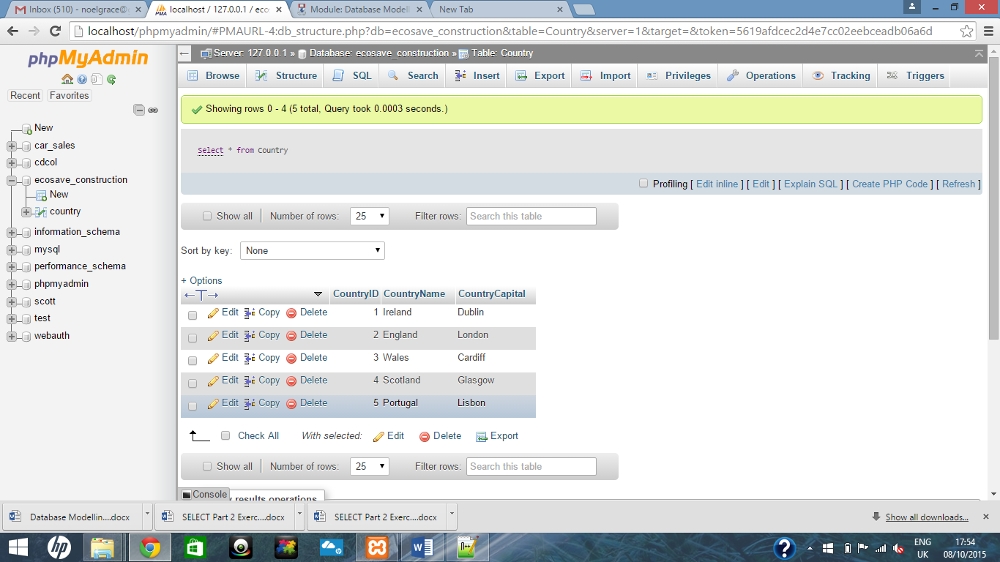 Inbox (510) - noelgrace@g
localhost / 127.0.0.1 / eco
Module: Database Modelli
New Tab
localhost/phpmyadmin/#PMAURL-4:db_structure.php?db=ecosave_construction&table=Country&server=1&target=&token=5619afdcec2d4e7cc02eebceadb06a6d
phpMyAdmin
Recent Favorites
New
car_sales
cdcol
ecosave_construction
New
country
information_schema
mysql
performance_schema
phpmyadmin
scott
test
webauth
Server: 127.0.0.1 » Database: ecosave_construction » Table: Country
Browse Structure SQL Search Insert Export Import Privileges Operations Tracking Triggers
Showing rows 0 - 4 (5 total, Query took 0.0003 seconds.)
Select * from Country
Profiling [ Edit inline ] [ Edit ] [ Explain SQL ] [ Create PHP Code ] [ Refresh ]
Show all Number of rows: 25 Filter rows: Search this table
Sort by key: None
+ Options
CountryID CountryName CountryCapital
Edit Copy Delete 1 Ireland Dublin
Edit Copy Delete 2 England London
Edit Copy Delete 3 Wales Cardiff
Edit Copy Delete 4 Scotland Glasgow
Edit Copy Delete 5 Portugal Lisbon
Check All With selected: Edit Delete Export
Show all Number of rows: 25 Filter rows: Search this table
Console
results operations
Database Modellin....docx
SELECT Part 2 Exerc....docx
SELECT Part 2 Exerc....docx
Show all downloads...
ENG
UK
17:54
08/10/2015